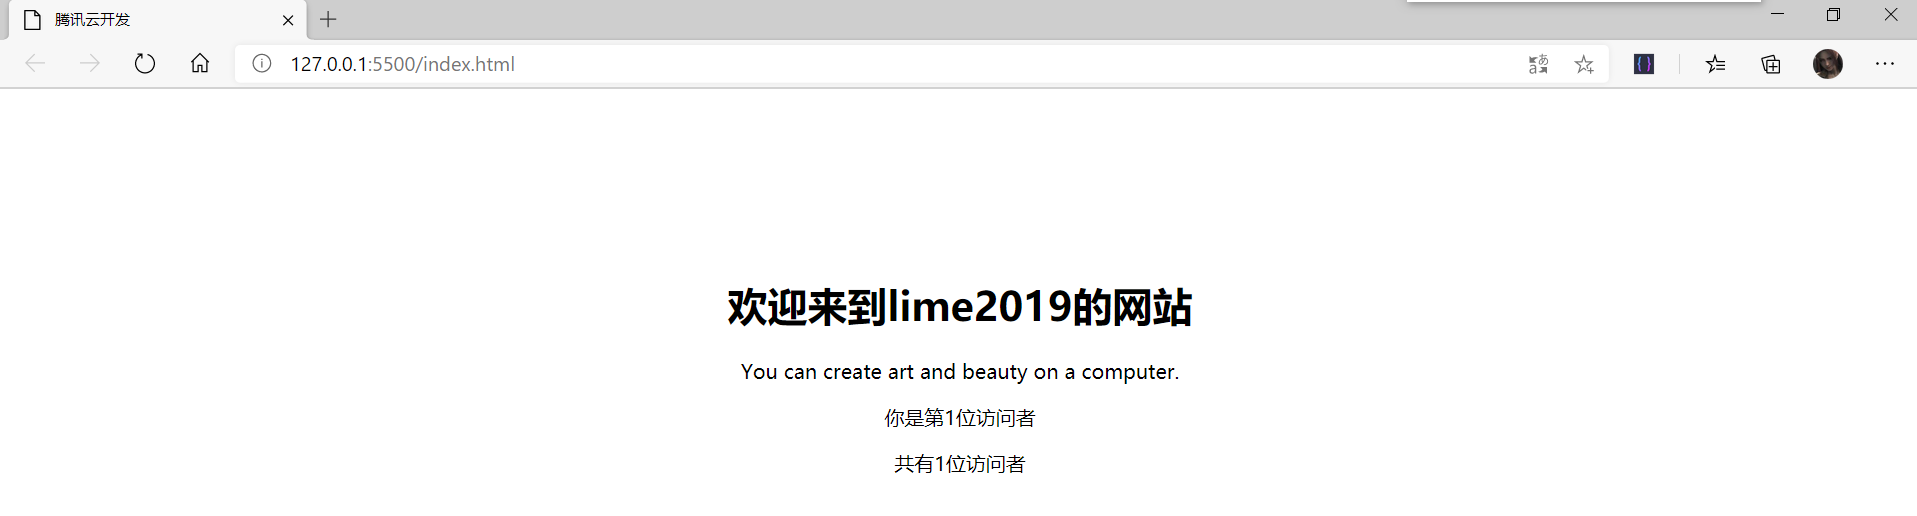 腾讯云开发
127.0.0.1:5500/index.html
欢迎来到lime2019的网站
You can create art and beauty on a computer.
你是第1位访问者
共有1位访问者